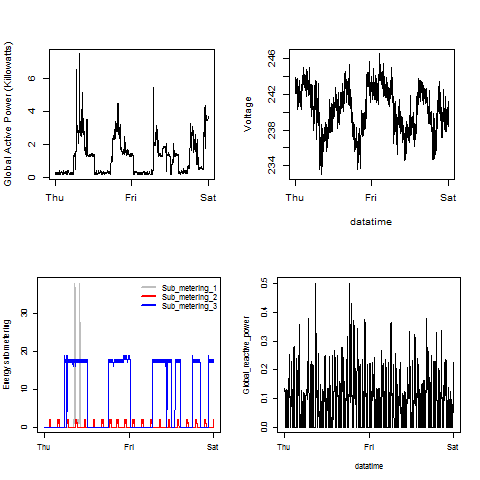 Global Active Power (Killowatts)
6
4
2
0
Thu
Fri
Sat
Voltage
246
242
238
234
Thu
Fri
Sat
datatime
Energy sub metering
30
20
10
0
Sub_metering_1
Sub_metering_2
Sub_metering_3
Thu
Fri
Sat
Global_reactive_power
0.5
0.4
0.3
0.2
0.1
0.0
Thu
Fri
Sat
datatime